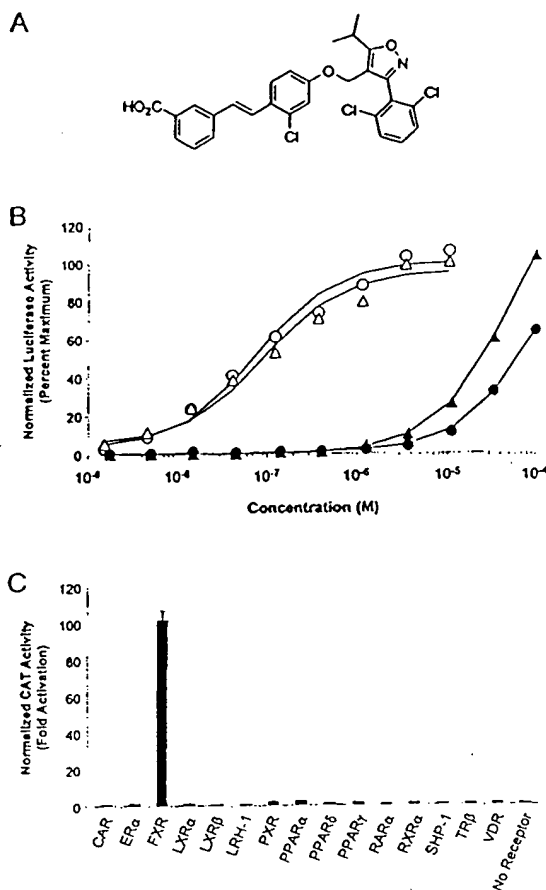 A
HO₂C
Cl
O
O
N
Cl
Cl
B
Normalized Luciferase Activity
(Percent Maximum)
120
100
80
60
40
20
0
10⁻⁸ 10⁻⁷ 10⁻⁶ 10⁻⁵
Concentration (M)
C
Normalized CAT Activity
(Fold Activation)
120
100
80
60
40
20
0
CAR
ERα
FXR
LXRα
LXRβ
LRH-1
PXR
PPARα
PPARδ
PPARγ
RARα
RXRα
SHP-1
TRβ
VDR
No Receptor